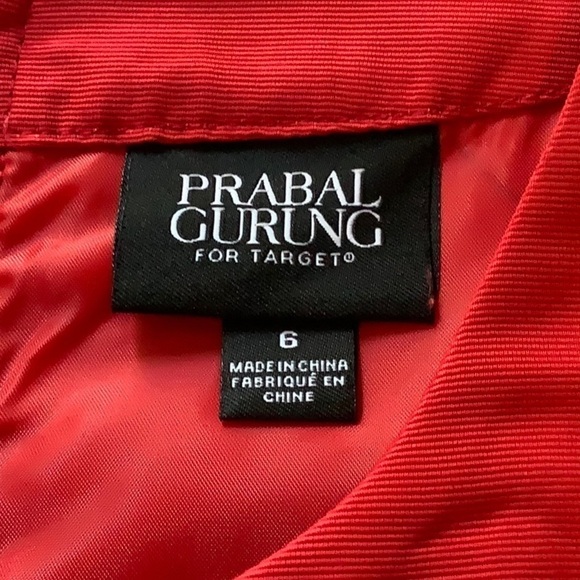 PRABAL
GURUNG
FOR TARGET®
6
MADE IN CHINA
FABRIQUÉ EN
CHINE